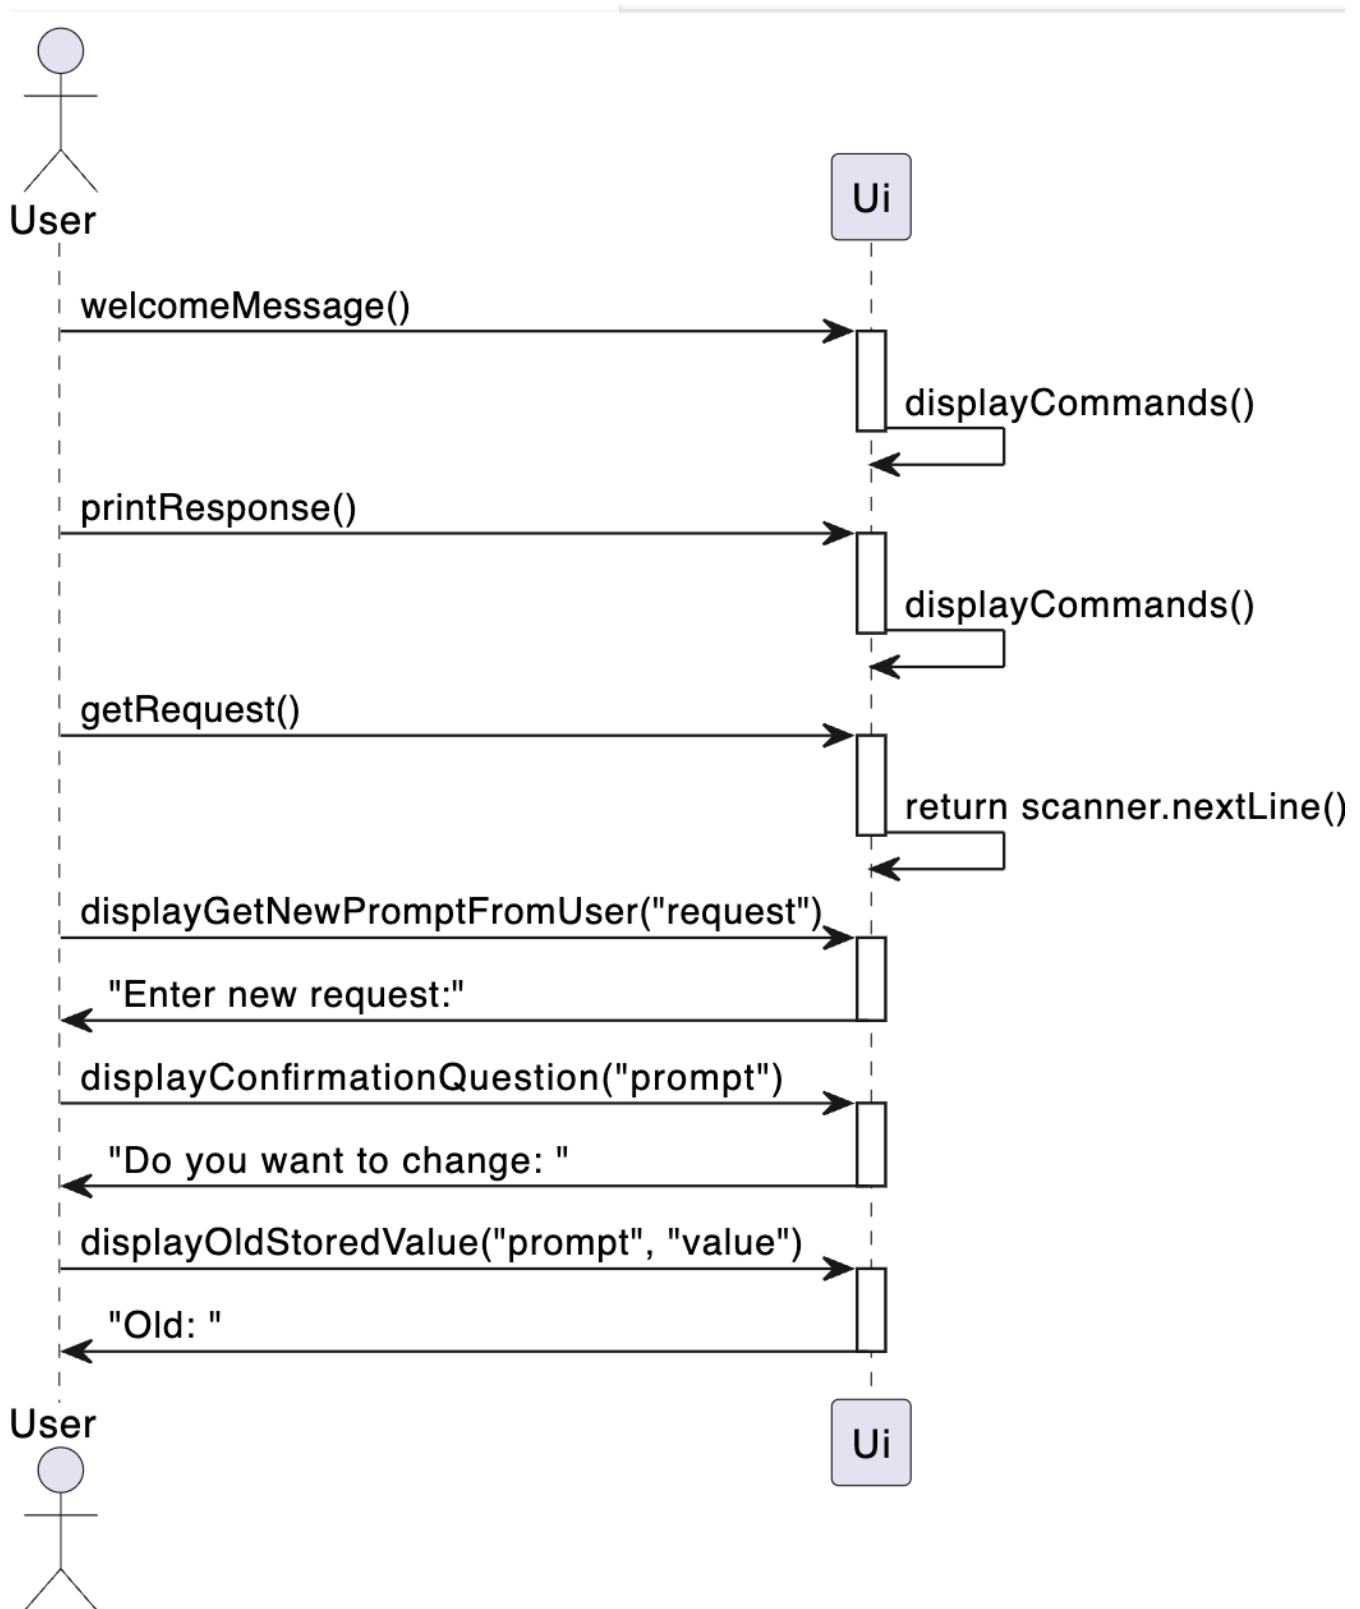 User
Ui
welcomeMessage()
displayCommands()
printResponse()
displayCommands()
getRequest()
return scanner.nextLine()
displayGetNewPromptFromUser("request")
"Enter new request:"
displayConfirmationQuestion("prompt")
"Do you want to change: "
displayOldStoredValue("prompt", "value")
"Old: "
User
Ui